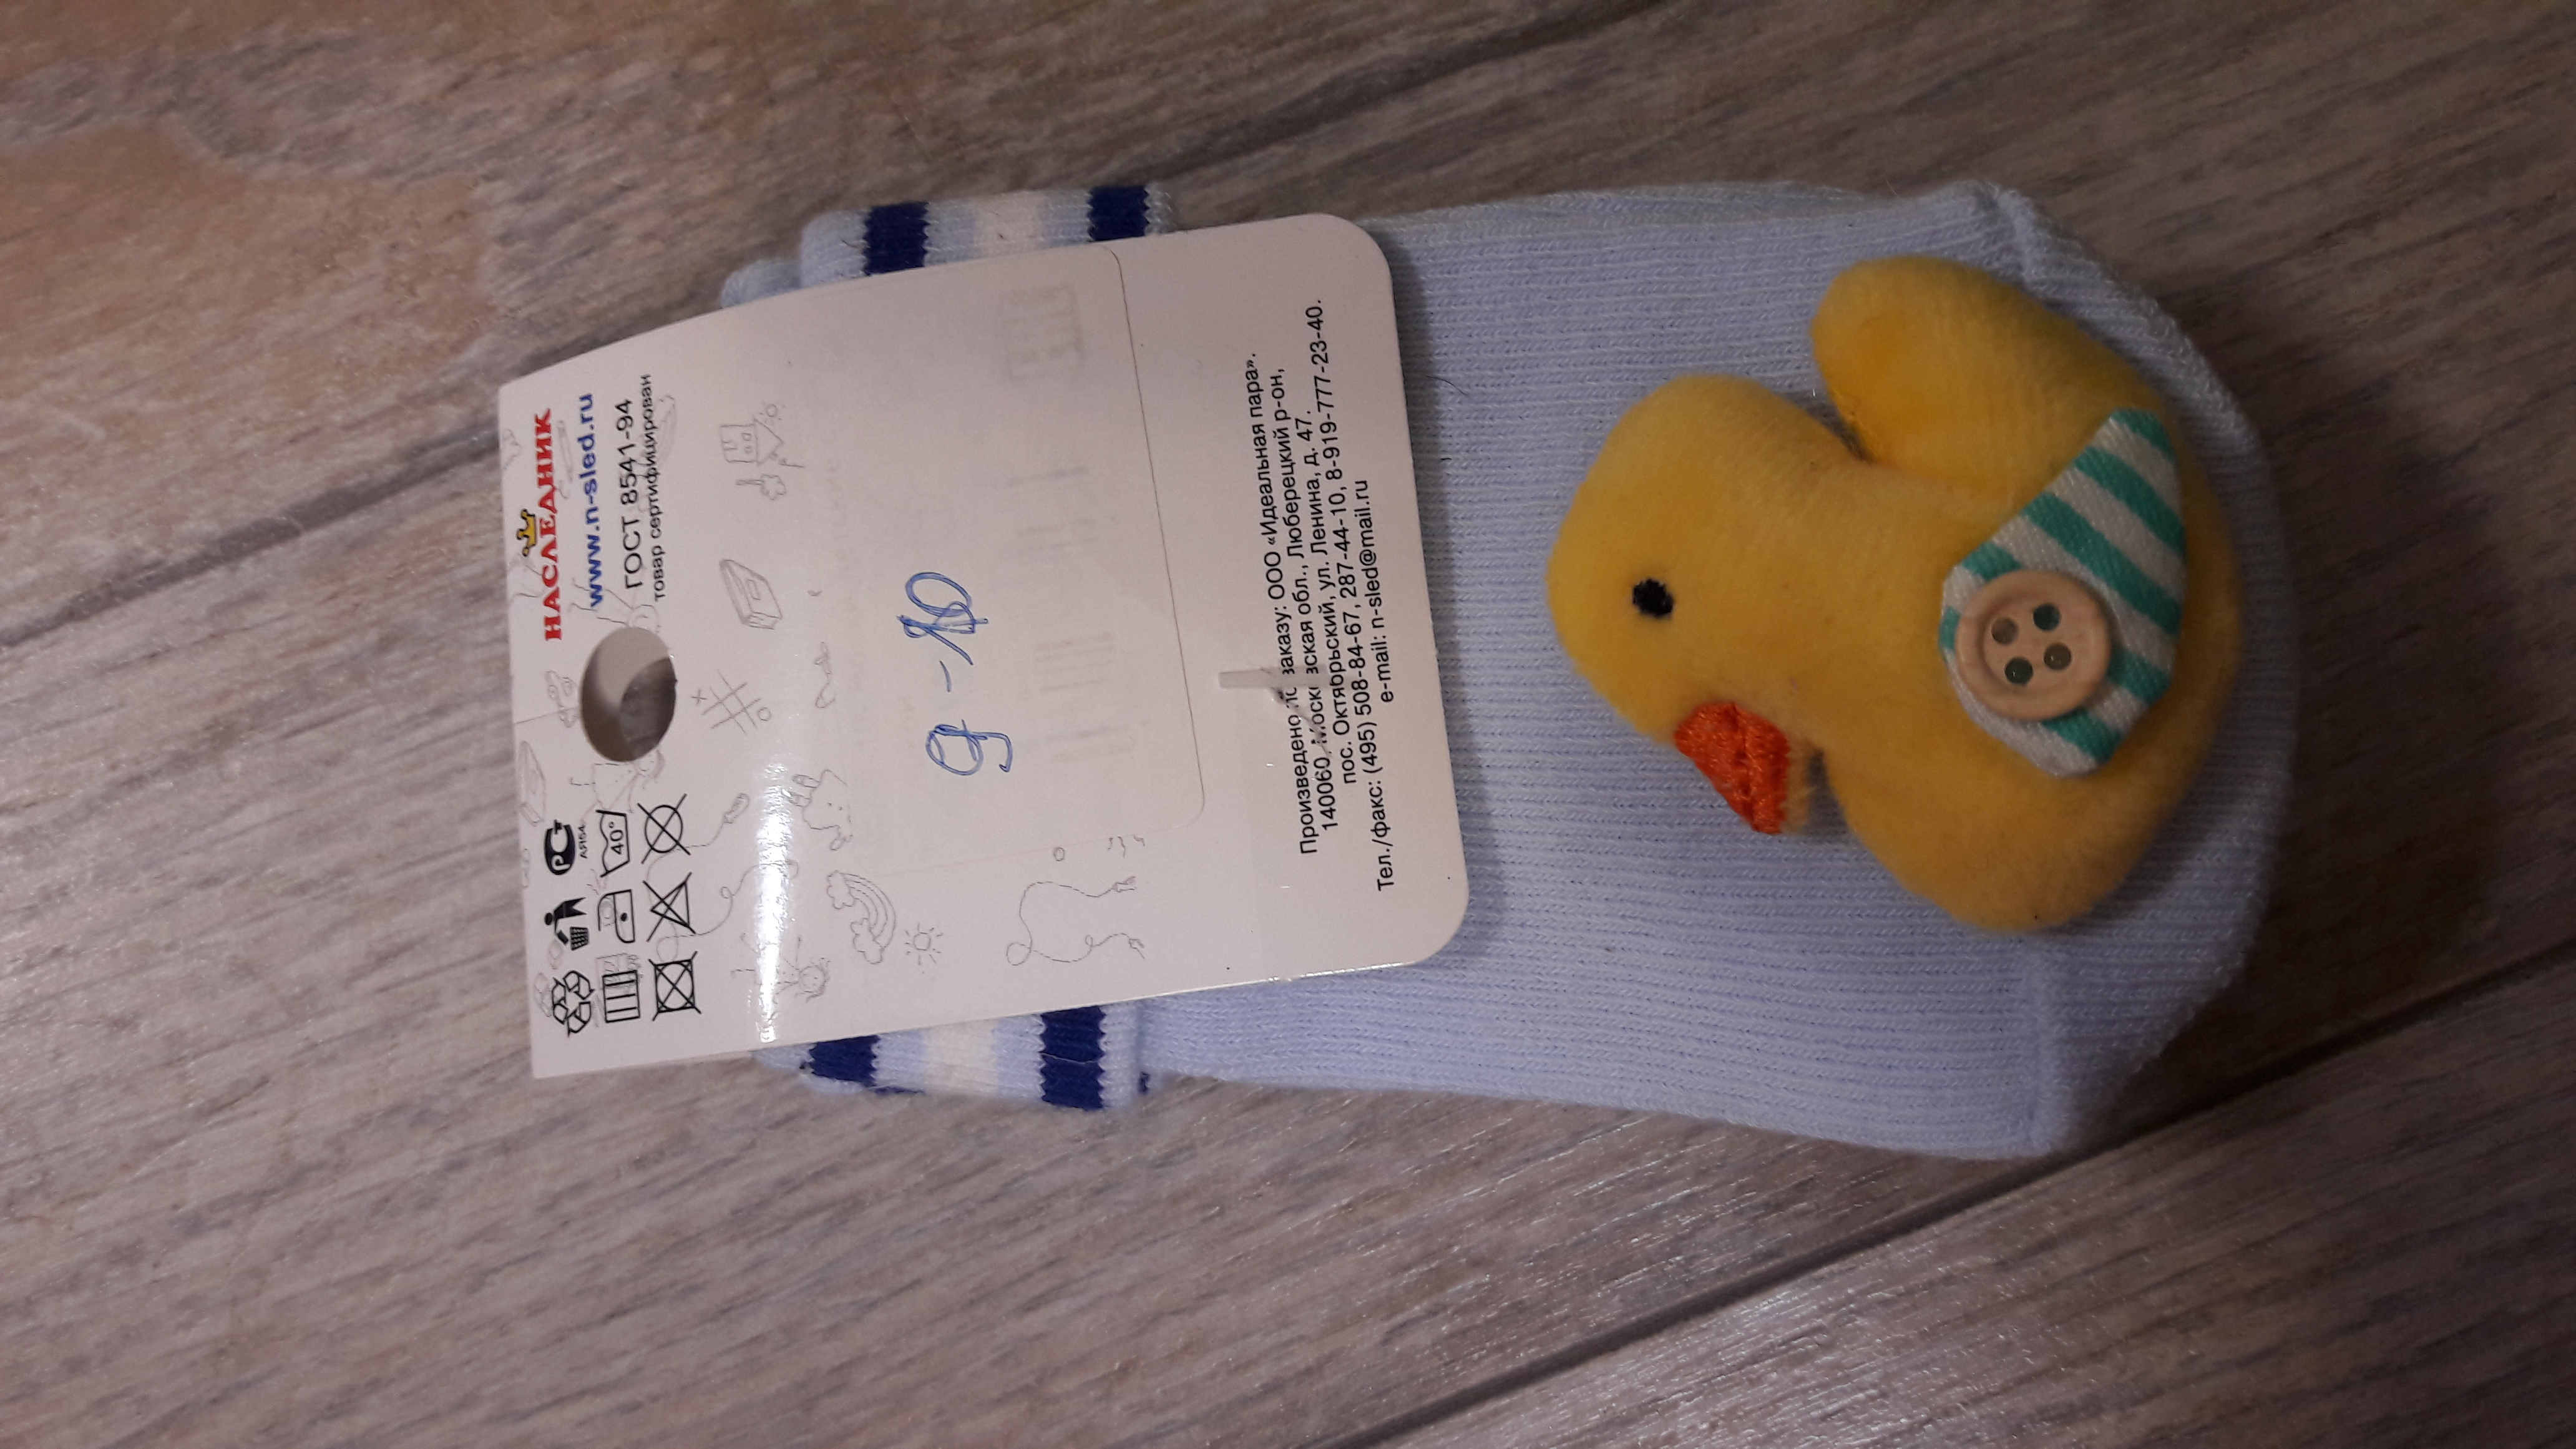 НАСЛЕДНИК
www.n-sled.ru
ГОСТ 8541-94
товар сертифицирован
РСТ
АЯ64
40°
9-10
Произведено по заказу: ООО «Идеальная пара».
140060, Московская обл., Люберецкий р-он,
пос. Октябрьский, ул. Ленина, д. 47.
Тел./факс: (495) 508-84-67, 287-44-10, 8-919-777-23-40.
e-mail: n-sled@mail.ru